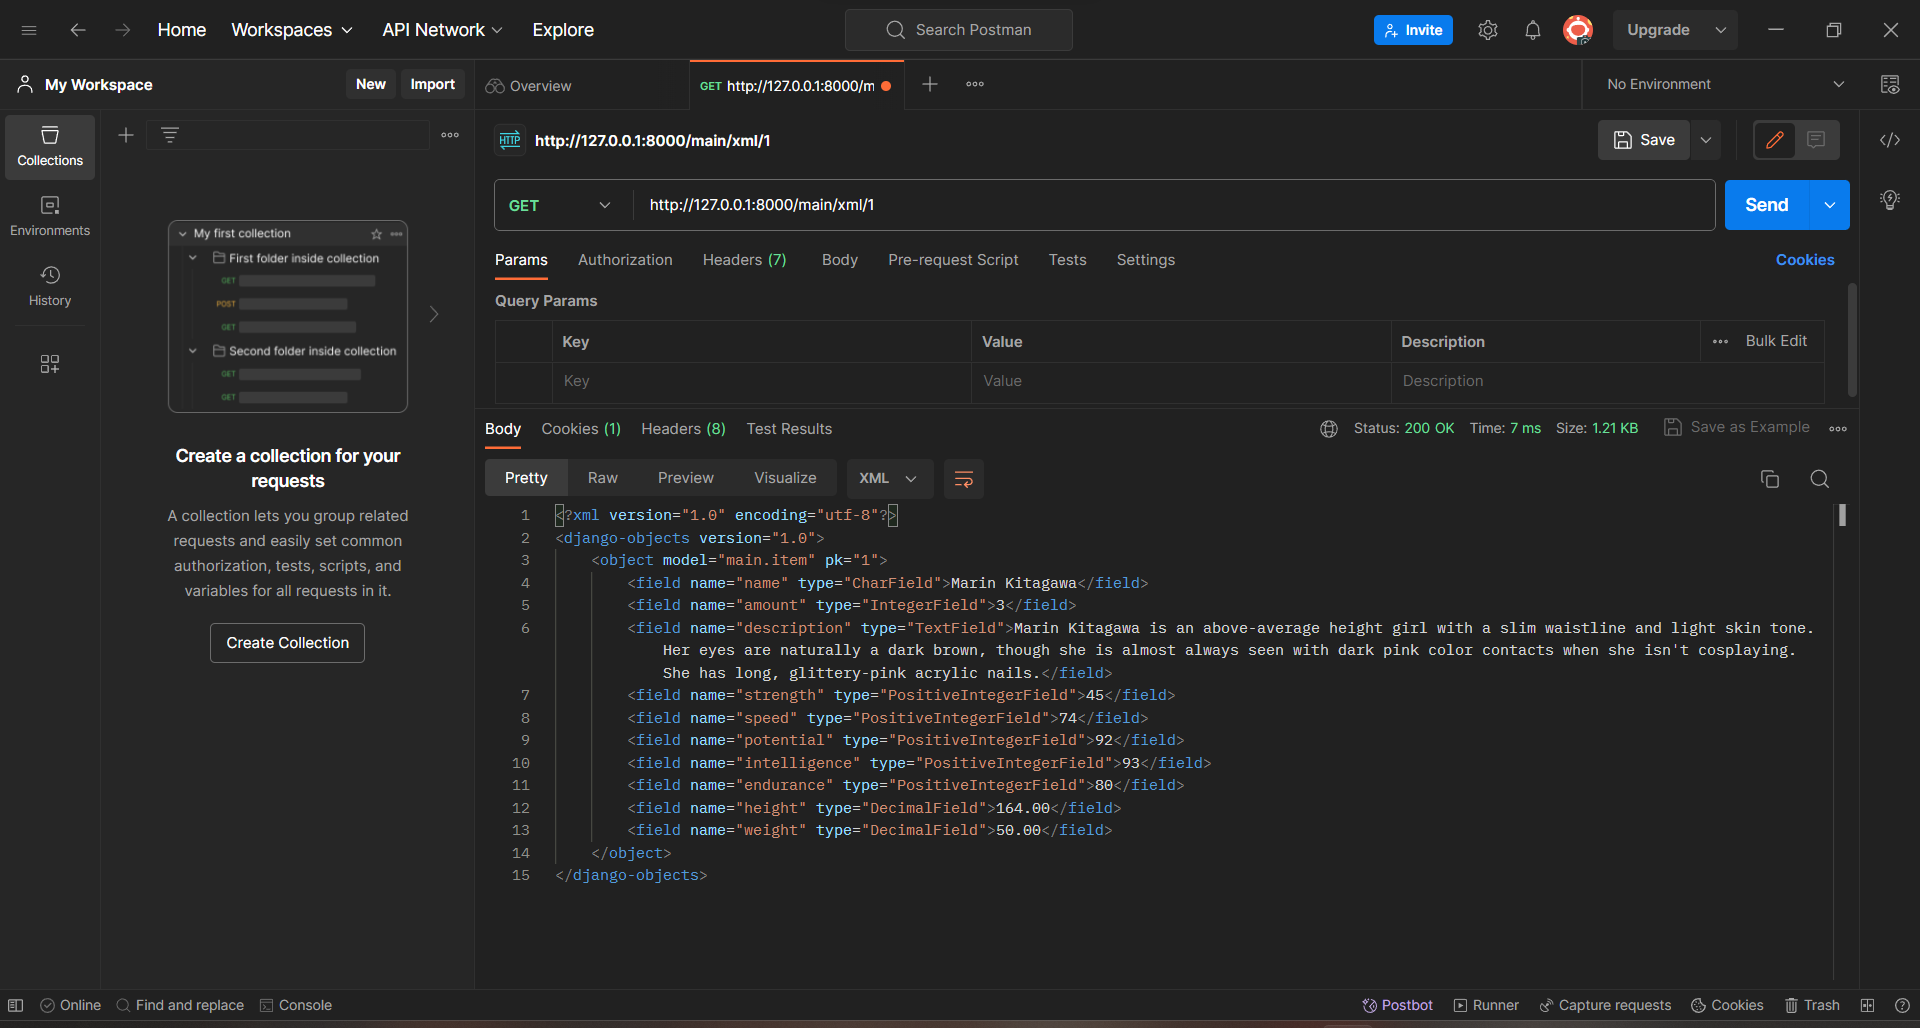 Home Workspaces API Network Explore Search Postman Invite Upgrade
My Workspace New Import Overview GET http://127.0.0.1:8000/m No Environment
HTTP http://127.0.0.1:8000/main/xml/1 Save
Collections
Environments
History
My first collection
First folder inside collection
GET
POST
GET
Second folder inside collection
GET
GET
Create a collection for your
requests
A collection lets you group related
requests and easily set common
authorization, tests, scripts, and
variables for all requests in it.
Create Collection
GET http://127.0.0.1:8000/main/xml/1 Send
Params Authorization Headers (7) Body Pre-request Script Tests Settings Cookies
Query Params
Key Value Description Bulk Edit
Key Value Description
Body Cookies (1) Headers (8) Test Results Status: 200 OK Time: 7 ms Size: 1.21 KB Save as Example
Pretty Raw Preview Visualize XML
1 <?xml version="1.0" encoding="utf-8"?>
2 <django-objects version="1.0">
3 <object model="main.item" pk="1">
4 <field name="name" type="CharField">Marin Kitagawa</field>
5 <field name="amount" type="IntegerField">3</field>
6 <field name="description" type="TextField">Marin Kitagawa is an above-average height girl with a slim waistline and light skin tone.
Her eyes are naturally a dark brown, though she is almost always seen with dark pink color contacts when she isn't cosplaying.
She has long, glittery-pink acrylic nails.</field>
7 <field name="strength" type="PositiveIntegerField">45</field>
8 <field name="speed" type="PositiveIntegerField">74</field>
9 <field name="potential" type="PositiveIntegerField">92</field>
10 <field name="intelligence" type="PositiveIntegerField">93</field>
11 <field name="endurance" type="PositiveIntegerField">80</field>
12 <field name="height" type="DecimalField">164.00</field>
13 <field name="weight" type="DecimalField">50.00</field>
14 </object>
15 </django-objects>
Online Find and replace Console Postbot Runner Capture requests Cookies Trash